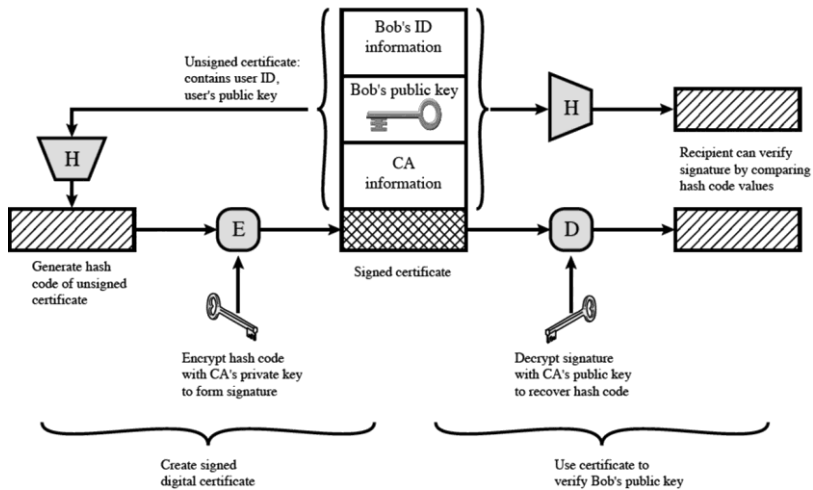 Bob's ID
information
Unsigned certificate:
contains user ID,
user's public key
Bob's public key
H
H
CA
information
Recipient can verify
signature by comparing
hash code values
E
D
Generate hash
code of unsigned
certificate
Signed certificate
Encrypt hash code
with CA's private key
to form signature
Decrypt signature
with CA's public key
to recover hash code
Create signed
digital certificate
Use certificate to
verify Bob's public key